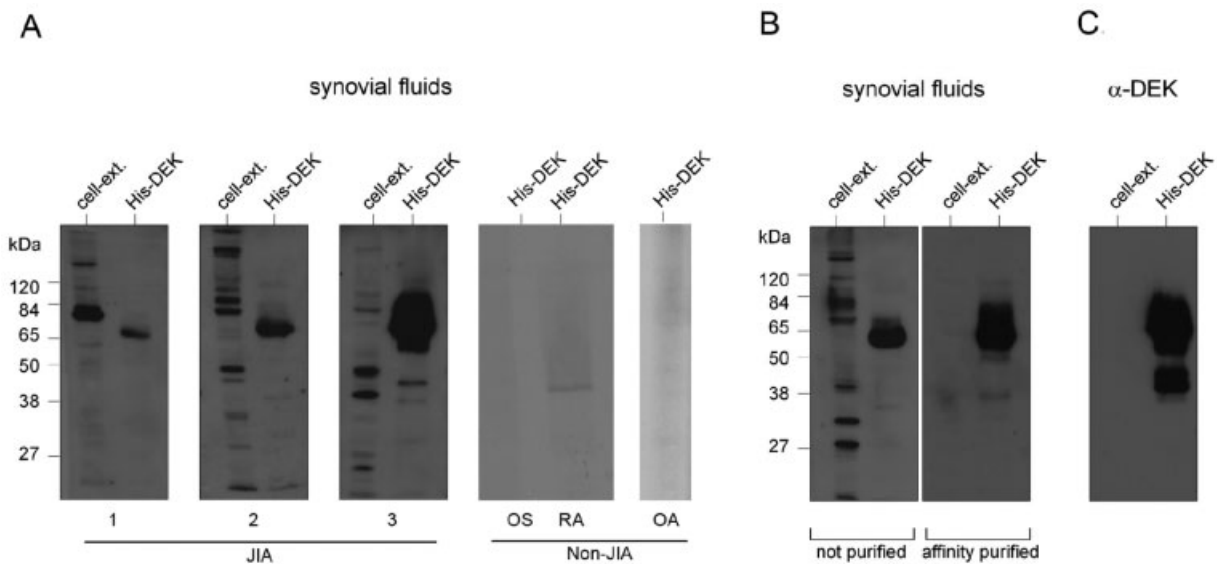 A
synovial fluids
cell-ext.
His-DEK
cell-ext.
His-DEK
cell-ext.
His-DEK
His-DEK
His-DEK
His-DEK
kDa
120
84
65
50
38
27
1
2
3
OS
RA
OA
JIA
Non-JIA
B
synovial fluids
cell-ext.
His-DEK
cell-ext.
His-DEK
kDa
120
84
65
50
38
27
not purified
affinity purified
C
α-DEK
cell-ext.
His-DEK